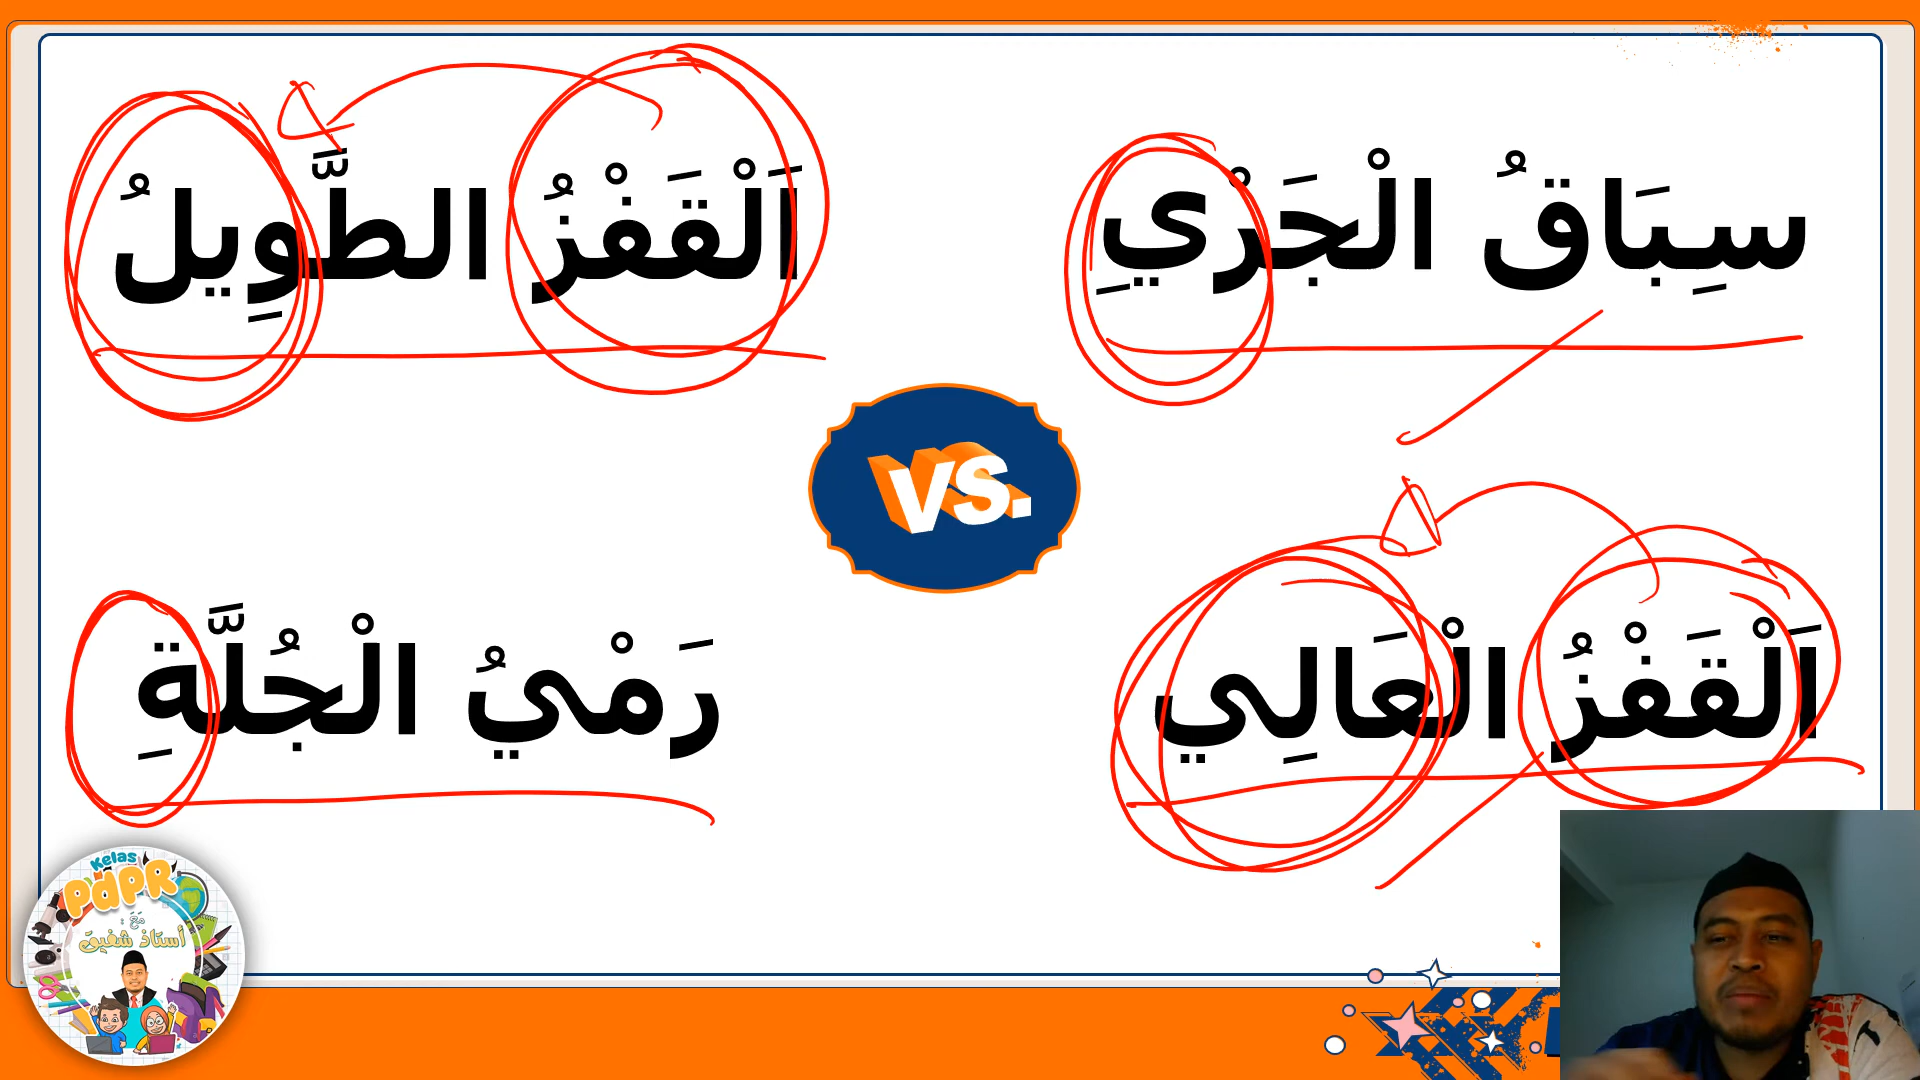 سِبَاقُ الْجَرْيِ
اَلْقَفْزُ الطَّوِيلُ
VS.
اَلْقَفْزُ الْعَالِي
رَمْيُ الْجُلَّةِ
Kelas
PdPR
مَعَ :
أستاذ شفيق